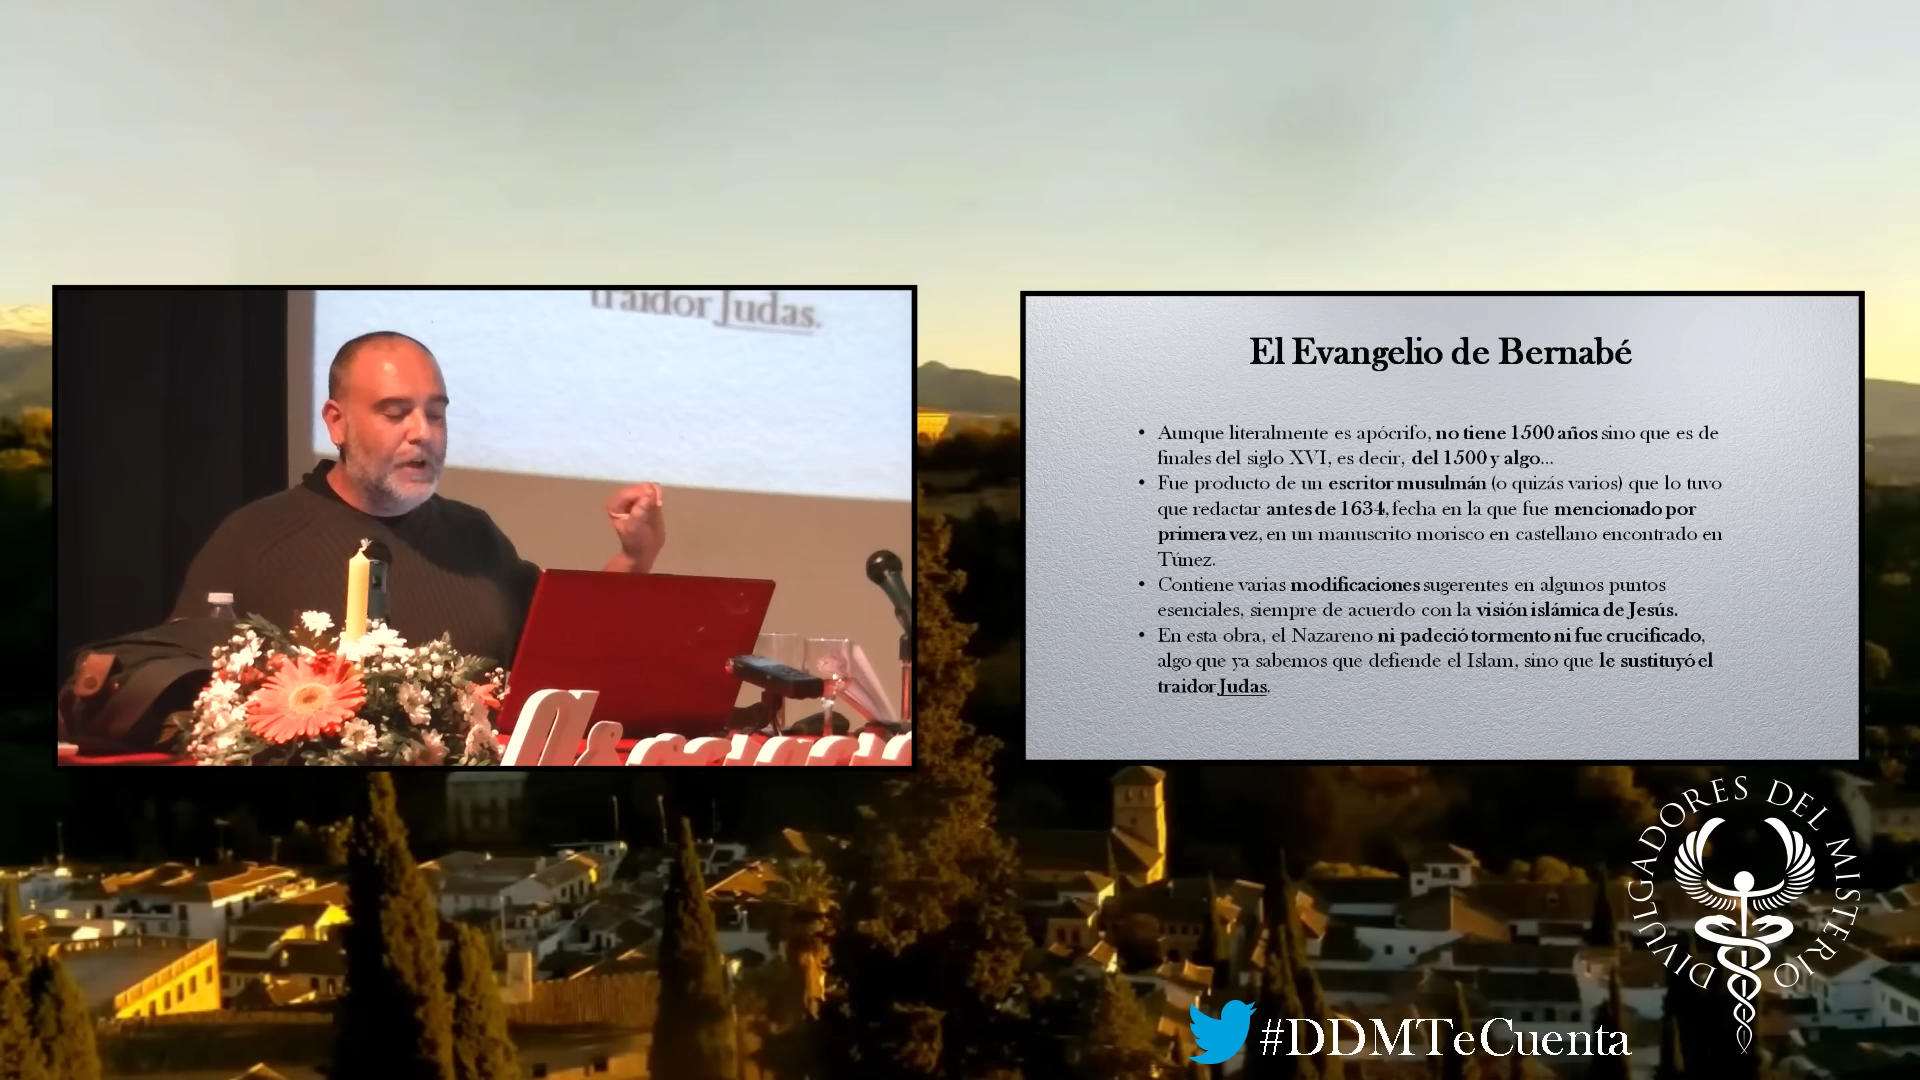 traidor Judas.
El Evangelio de Bernabé
• Aunque literalmente es apócrifo, no tiene 1500 años sino que es de
finales del siglo XVI, es decir, del 1500 y algo...
• Fue producto de un escritor musulmán (o quizás varios) que lo tuvo
que redactar antes de 1634, fecha en la que fue mencionado por
primera vez, en un manuscrito morisco en castellano encontrado en
Túnez.
• Contiene varias modificaciones sugerentes en algunos puntos
esenciales, siempre de acuerdo con la visión islámica de Jesús.
• En esta obra, el Nazareno ni padeció tormento ni fue crucificado,
algo que ya sabemos que defiende el Islam, sino que le sustituyó el
traidor Judas.
DIVULGADORES DEL MISTERIO
#DDMTeCuenta